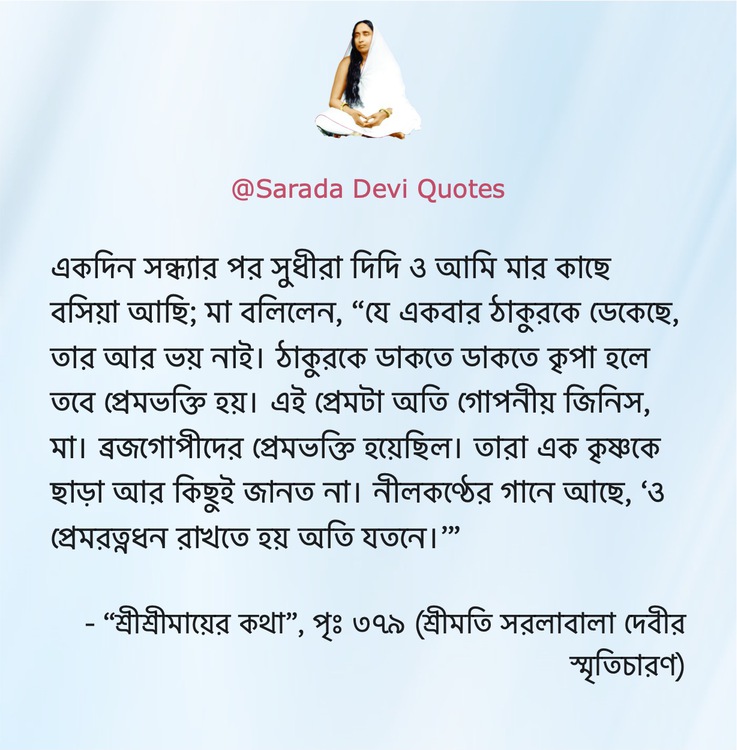 @Sarada Devi Quotes
একদিন সন্ধ্যার পর সুধীরা দিদি ও আমি মার কাছে
বসিয়া আছি; মা বলিলেন, “যে একবার ঠাকুরকে ডেকেছে,
তার আর ভয় নাই। ঠাকুরকে ডাকতে ডাকতে কৃপা হলে
তবে প্রেমভক্তি হয়। এই প্রেমটা অতি গোপনীয় জিনিস,
মা। ব্রজগোপীদের প্রেমভক্তি হয়েছিল। তারা এক কৃষ্ণকে
ছাড়া আর কিছুই জানত না। নীলকণ্ঠের গানে আছে, ‘ও
প্রেমরত্নধন রাখতে হয় অতি যতনে।’”
- “শ্রীশ্রীমায়ের কথা”, পৃঃ ৩৭৯ (শ্রীমতি সরলাবালা দেবীর
স্মৃতিচারণ)